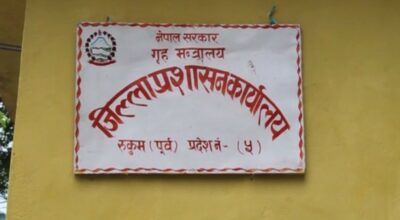 नेपाल सरकार
गृह मन्त्रालय
जिल्ला प्रशासन कार्यालय
रुकुम (पूर्व) प्रदेश नं- (५)